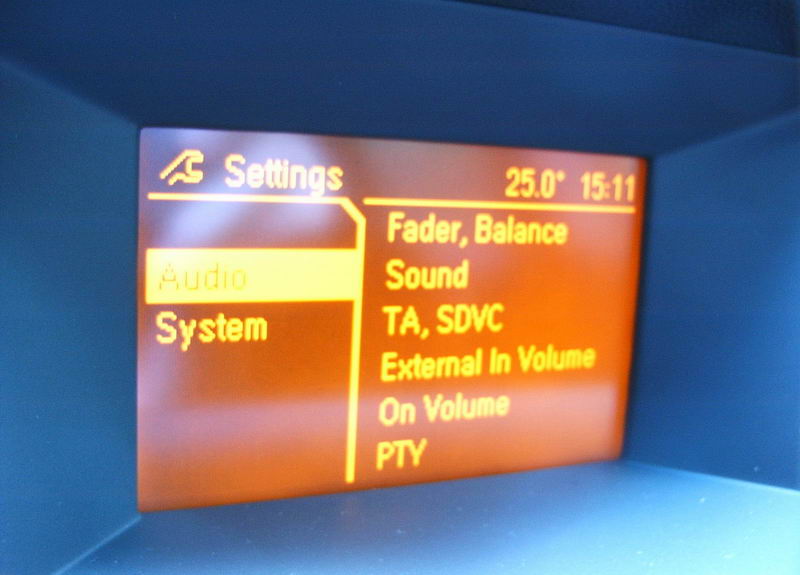 Settings 25.0° 15:11
Audio
System
Fader, Balance
Sound
TA, SDVC
External In Volume
On Volume
PTY